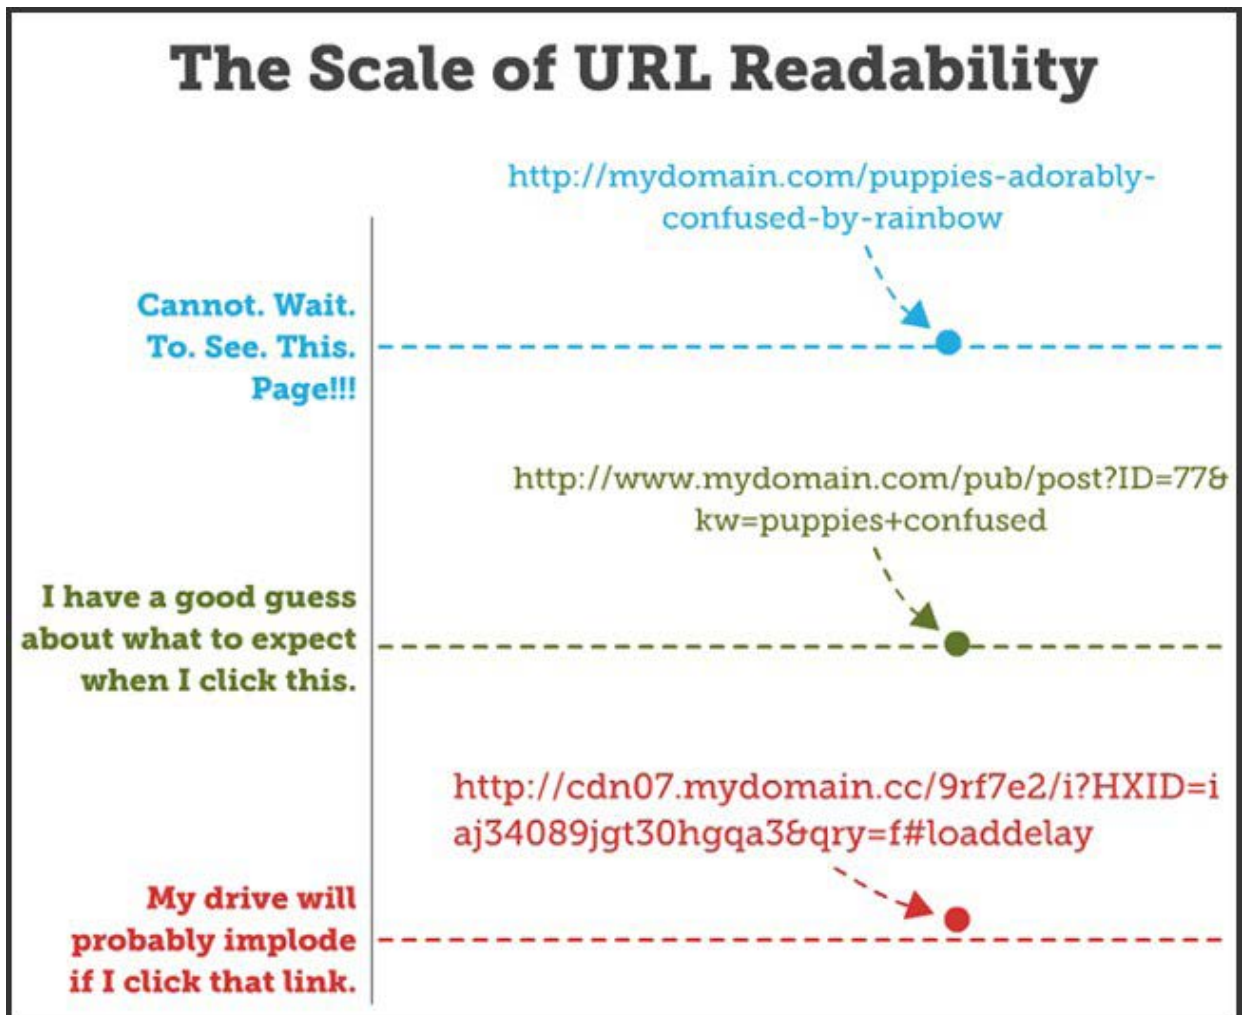 The Scale of URL Readability
http://mydomain.com/puppies-adorably-
confused-by-rainbow
Cannot. Wait.
To. See. This.
Page!!!
http://www.mydomain.com/pub/post?ID=77&
kw=puppies+confused
I have a good guess
about what to expect
when I click this.
http://cdn07.mydomain.cc/9rf7e2/i?HXID=i
aj34089jgt30hgqa3&qry=f#loaddelay
My drive will
probably implode
if I click that link.